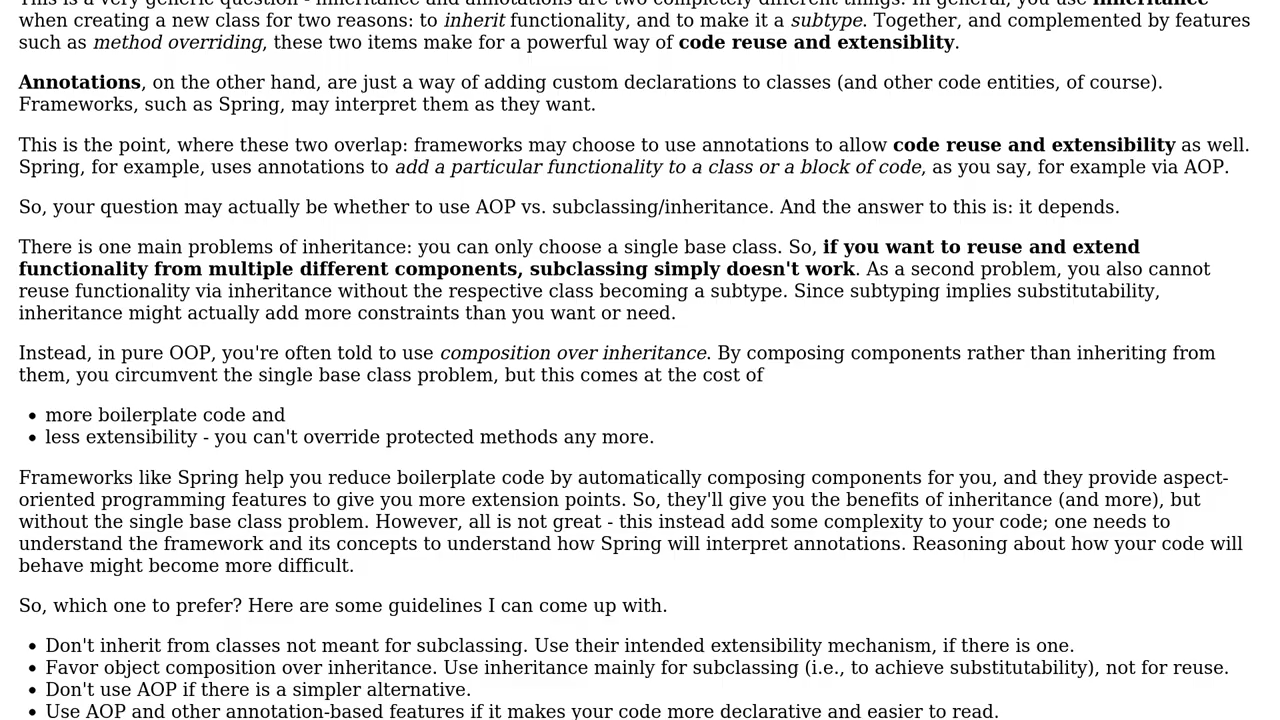 This is a very generic question - inheritance and annotations are two completely different things. In general, you use inheritance
when creating a new class for two reasons: to inherit functionality, and to make it a subtype. Together, and complemented by features
such as method overriding, these two items make for a powerful way of code reuse and extensiblity.
Annotations, on the other hand, are just a way of adding custom declarations to classes (and other code entities, of course).
Frameworks, such as Spring, may interpret them as they want.
This is the point, where these two overlap: frameworks may choose to use annotations to allow code reuse and extensibility as well.
Spring, for example, uses annotations to add a particular functionality to a class or a block of code, as you say, for example via AOP.
So, your question may actually be whether to use AOP vs. subclassing/inheritance. And the answer to this is: it depends.
There is one main problems of inheritance: you can only choose a single base class. So, if you want to reuse and extend
functionality from multiple different components, subclassing simply doesn't work. As a second problem, you also cannot
reuse functionality via inheritance without the respective class becoming a subtype. Since subtyping implies substitutability,
inheritance might actually add more constraints than you want or need.
Instead, in pure OOP, you're often told to use composition over inheritance. By composing components rather than inheriting from
them, you circumvent the single base class problem, but this comes at the cost of
• more boilerplate code and
• less extensibility - you can't override protected methods any more.
Frameworks like Spring help you reduce boilerplate code by automatically composing components for you, and they provide aspect-
oriented programming features to give you more extension points. So, they'll give you the benefits of inheritance (and more), but
without the single base class problem. However, all is not great - this instead add some complexity to your code; one needs to
understand the framework and its concepts to understand how Spring will interpret annotations. Reasoning about how your code will
behave might become more difficult.
So, which one to prefer? Here are some guidelines I can come up with.
• Don't inherit from classes not meant for subclassing. Use their intended extensibility mechanism, if there is one.
• Favor object composition over inheritance. Use inheritance mainly for subclassing (i.e., to achieve substitutability), not for reuse.
• Don't use AOP if there is a simpler alternative.
• Use AOP and other annotation-based features if it makes your code more declarative and easier to read.